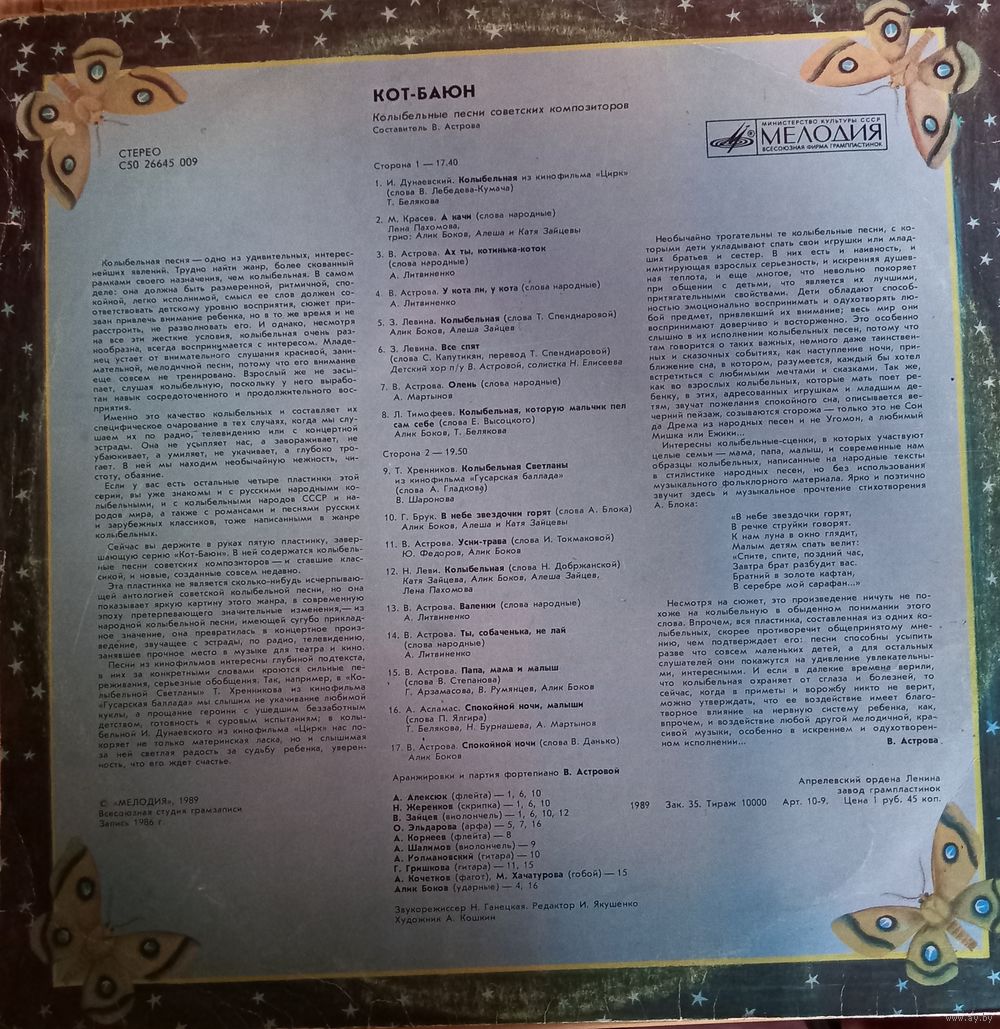 КОТ-БАЮН
Колыбельные песни советских композиторов
Составитель В. Астрова
МИНИСТЕРСТВО КУЛЬТУРЫ СССР
МЕЛОДИЯ
ВСЕСОЮЗНАЯ ФИРМА ГРАМПЛАСТИНОК
СТЕРЕО
С50 26645 009
Колыбельная песня — одно из удивительных, интерес-
нейших явлений. Трудно найти жанр, более скованный
рамками своего назначения, чем колыбельная. В самом
деле: она должна быть размеренной, ритмичной, спо-
койной, легко исполнимой, смысл ее слов должен со-
ответствовать детскому уровню восприятия, сюжет при-
зван привлечь внимание ребенка, но в то же время и не
расстроить, не разволновать его. И однако, несмотря
на все эти жесткие условия, колыбельная очень раз-
нообразна, всегда воспринимается с интересом. Младе-
нец устает от внимательного слушания красивой, зани-
мательной, мелодичной песни, потому что его внимание
еще совсем не тренировано. Взрослый же не засы-
пает, слушая колыбельную, поскольку у него вырабо-
тан навык сосредоточенного и продолжительного вос-
приятия.
Именно это качество колыбельных и составляет их
специфическое очарование в тех случаях, когда мы слу-
шаем их по радио, телевидению или с концертной
эстрады. Она не усыпляет нас, а завораживает, не
убаюкивает, а умиляет, не укачивает, а глубоко тро-
гает. В ней мы находим необычайную нежность, чи-
стоту, обаяние.
Если у вас есть остальные четыре пластинки этой
серии, вы уже знакомы и с русскими народными ко-
лыбельными, и с колыбельными народов СССР и на-
родов мира, а также с романсами и песнями русских
и зарубежных классиков, тоже написанными в жанре
колыбельных.
Сейчас вы держите в руках пятую пластинку, завер-
шающую серию «Кот-Баюн». В ней содержатся колыбель-
ные песни советских композиторов — и ставшие клас-
сикой, и новые, созданные совсем недавно.
Эта пластинка не является сколько-нибудь исчерпываю-
щей антологией советской колыбельной песни, но она
показывает яркую картину этого жанра, в современную
эпоху претерпевающего значительные изменения,— из
народной колыбельной песни, имеющей сугубо приклад-
ное значение, она превратилась в концертное произ-
ведение, звучащее с эстрады, по радио, телевидению,
занявшее прочное место в музыке для театра и кино.
Песни из кинофильмов интересны глубиной подтекста,
в них за конкретными словами кроются сильные пе-
реживания, серьезные обобщения. Так, например, в «Ко-
лыбельной Светланы» Т. Хренникова из кинофильма
«Гусарская баллада» мы слышим не укачивание любимой
куклы, а прощание героини с ушедшим беззаботным
детством, готовность к суровым испытаниям; в колы-
бельной И. Дунаевского из кинофильма «Цирк» нас по-
коряет не только материнская ласка, но и слышимая
за ней светлая радость за судьбу ребенка, уверен-
ность, что его ждет счастье.
© «МЕЛОДИЯ», 1989
Всесоюзная студия грамзаписи
Запись 1986 г.
Сторона 1 — 17.40
1. И. Дунаевский. Колыбельная из кинофильма «Цирк»
(слова В. Лебедева-Кумача)
Т. Белякова
2. М. Красев. А качи (слова народные)
Лена Пахомова,
трио: Алик Боков, Алеша и Катя Зайцевы
3. В. Астрова. Ах ты, котинька-коток
(слова народные)
А. Литвиненко
4. В. Астрова. У кота ли, у кота (слова народные)
А. Литвиненко
5. З. Левина. Колыбельная (слова Т. Спендиаровой)
Алик Боков, Алеша Зайцев
6. З. Левина. Все спят
(слова С. Капутикян, перевод Т. Спендиаровой)
Детский хор п/у В. Астровой, солистка Н. Елисеева
7. В. Астрова. Олень (слова народные)
А. Мартынов
8. Л. Тимофеев. Колыбельная, которую мальчик пел
сам себе (слова Е. Высоцкого)
Алик Боков, Т. Белякова
Сторона 2 — 19.50
9. Т. Хренников. Колыбельная Светланы
из кинофильма «Гусарская баллада»
(слова А. Гладкова)
В. Шаронова
10. Г. Брук. В небе звездочки горят (слова А. Блока)
Алик Боков, Алеша и Катя Зайцевы
11. В. Астрова. Усни-трава (слова И. Токмаковой)
Ю. Федоров, Алик Боков
12. Н. Леви. Колыбельная (слова Н. Добржанской)
Катя Зайцева, Алик Боков, Алеша Зайцев,
Лена Пахомова
13. В. Астрова. Валенки (слова народные)
А. Литвиненко
14. В. Астрова. Ты, собаченька, не лай
(слова народные)
А. Литвиненко
15. В. Астрова. Папа, мама и малыш
(слова В. Степанова)
Г. Арзамасова, В. Румянцев, Алик Боков
16. А. Асламас. Спокойной ночи, малыши
(слова П. Ялгира)
Т. Белякова, Н. Бурнашева, А. Мартынов
17. В. Астрова. Спокойной ночи (слова В. Данько)
Алик Боков
Аранжировки и партия фортепиано В. Астровой
А. Алексюк (флейта) — 1, 6, 10
Н. Жеренков (скрипка) — 1, 6, 10
В. Зайцев (виолончель) — 1, 6, 10, 12
О. Эльдарова (арфа) — 5, 7, 16
А. Корнеев (флейта) — 8
А. Шалимов (виолончель) — 9
А. Ролмановский (гитара) — 10
Г. Гришкова (гитара) — 11, 15
А. Кочетков (фагот), М. Хачатурова (гобой) — 15
Алик Боков (ударные) — 4, 16
Звукорежиссер Н. Ганецкая. Редактор И. Якушенко
Художник А. Кошкин
Необычайно трогательны те колыбельные песни, с ко-
торыми дети укладывают спать свои игрушки или млад-
ших братьев и сестер. В них есть и наивность, и
имитирующая взрослых серьезность, и искренняя душев-
ная теплота, и еще многое, что невольно покоряет
при общении с детьми, что является их лучшими,
притягательными свойствами. Дети обладают способ-
ностью эмоционально воспринимать и одухотворять лю-
бой предмет, привлекший их внимание; весь мир они
воспринимают доверчиво и восторженно. Это особенно
слышно в их исполнении колыбельных песен, потому что
там говорится о таких важных, немного даже таинствен-
ных и сказочных событиях, как наступление ночи, при-
ближение сна, в котором, разумеется, каждый бы хотел
встретиться с любимыми мечтами и сказками. Так же,
как во взрослых колыбельных, которые мать поет ре-
бенку, в этих, адресованных игрушкам и младшим де-
тям, звучат пожелания спокойного сна, описывается ве-
черний пейзаж, созываются сторожа — только это не Сон
да Дрема из народных песен и не Угомон, а любимый
Мишка или Ежики...
Интересны колыбельные-сценки, в которых участвуют
целые семьи — мама, папа, малыш, и современные нам
образцы колыбельных, написанные на народные тексты
в стилистике народных песен, но без использования
музыкального фольклорного материала. Ярко и поэтично
звучит здесь и музыкальное прочтение стихотворения
А. Блока:
«В небе звездочки горят,
В речке струйки говорят.
К нам луна в окно глядит,
Малым детям спать велит:
«Спите, спите, поздний час,
Завтра брат разбудит вас.
Братний в золоте кафтан,
В серебре мой сарафан...»
Несмотря на сюжет, это произведение ничуть не по-
хоже на колыбельную в обыденном понимании этого
слова. Впрочем, вся пластинка, составленная из одних ко-
лыбельных, скорее противоречит общепринятому мне-
нию, чем подтверждает его: песни способны усыпить
разве что совсем маленьких детей, а для остальных
слушателей они покажутся на удивление увлекательны-
ми, интересными. И если в далекие времена верили,
что колыбельная охраняет от сглаза и болезней, то
сейчас, когда в приметы и ворожбу никто не верит,
можно утверждать, что ее воздействие имеет благо-
творное влияние на нервную систему ребенка, как,
впрочем, и воздействие любой другой мелодичной, кра-
сивой музыки, особенно в искреннем и одухотворен-
ном исполнении...
В. Астрова
Апрелевский ордена Ленина
завод грампластинок
1989 Зак. 35. Тираж 10000 Арт. 10-9. Цена 1 руб. 45 коп.
www.ay.by